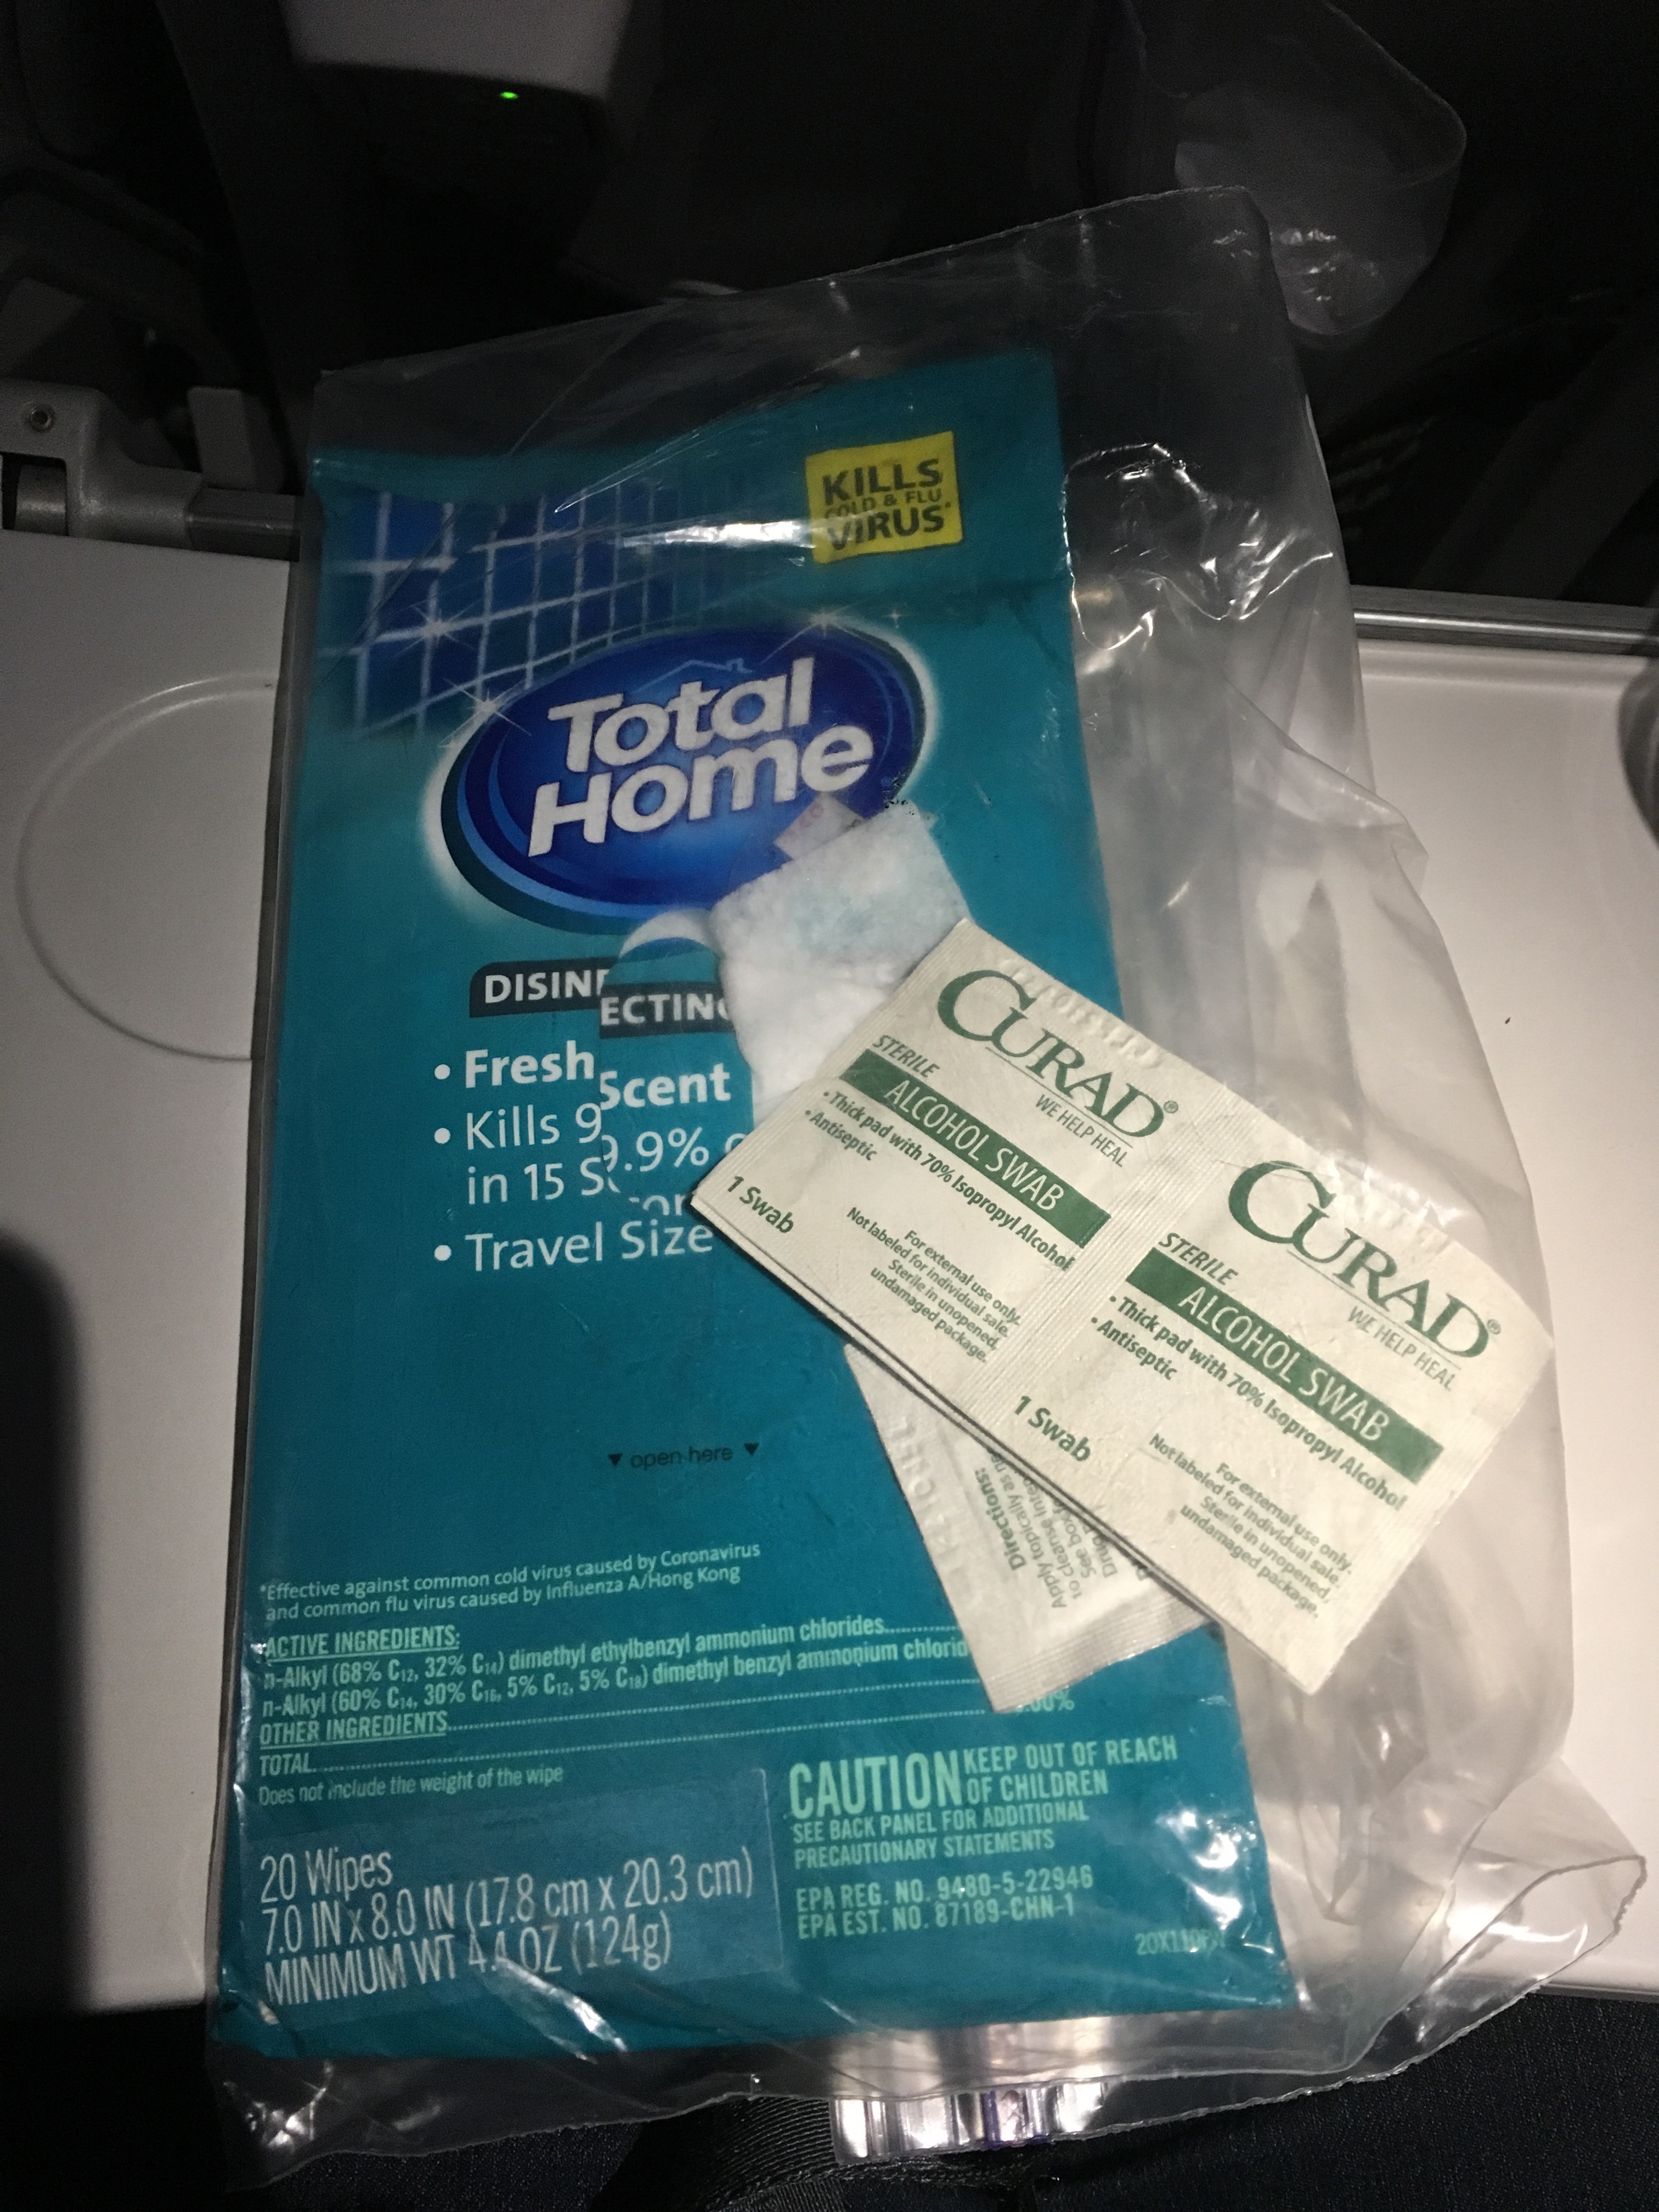 KILLS
COLD & FLU
VIRUS*
Total
Home
DISINFECTING
• Fresh Scent
• Kills 99.9%
in 15 
• Travel Size
▼ open here ▼
*Effective against common cold virus caused by Coronavirus
and common flu virus caused by Influenza A/Hong Kong
ACTIVE INGREDIENTS:
n-Alkyl (68% C12, 32% C14) dimethyl ethylbenzyl ammonium chlorides
n-Alkyl (60% C14, 30% C16, 5% C12, 5% C18) dimethyl benzyl ammonium
OTHER INGREDIENTS
TOTAL
Does not include the weight of the wipe
20 Wipes
7.0 IN x 8.0 IN (17.8 cm x 20.3 cm)
MINIMUM WT 4.4 OZ (124g)
CAUTION KEEP OUT OF REACH
OF CHILDREN
SEE BACK PANEL FOR ADDITIONAL
PRECAUTIONARY STATEMENTS
EPA REG. NO. 9480-5-22946
EPA EST. NO. 87189-CHN-1
CURAD®
WE HELP HEAL
STERILE
ALCOHOL SWAB
• Thick pad with 70% Isopropyl Alcohol
• Antiseptic
1 Swab
For external use only.
Not labeled for individual sale.
Sterile in unopened,
undamaged package.
CURAD®
WE HELP HEAL
STERILE
ALCOHOL SWAB
• Thick pad with 70% Isopropyl Alcohol
• Antiseptic
1 Swab
For external use only.
Not labeled for individual sale.
Sterile in unopened,
undamaged package.
Directions:
Apply topically as
to cleanse
See box